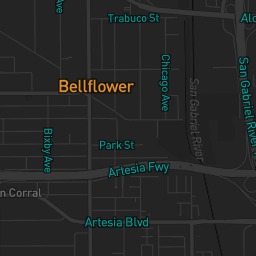 Trabuco St
Chicago Ave
Bellflower
San Gabriel River
San Gabriel River
Bixby Ave
Park St
Artesia Fwy
n Corral
Artesia Blvd